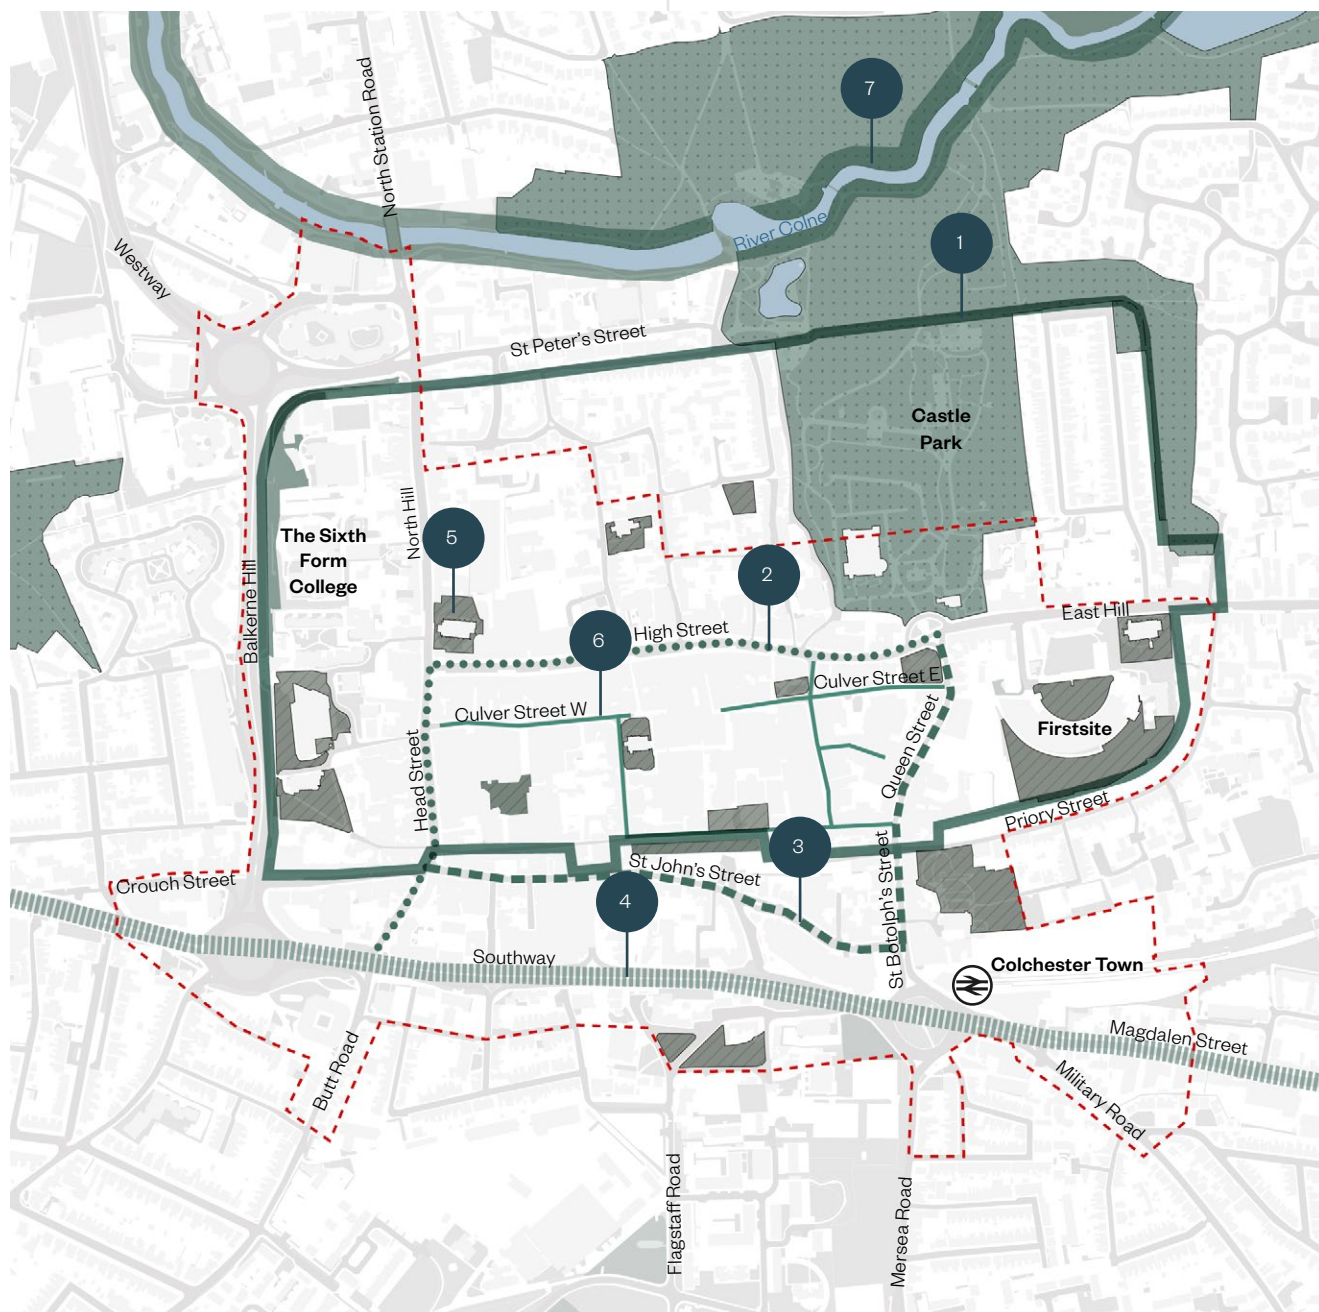 North Station Road
7
Westway
River Colne
1
St Peter's Street
Castle
Park
The Sixth
Form
College
North Hill
5
2
Balkerne Hill
6
High Street
East Hill
Culver Street E
Culver Street W
Queen Street
Firstsite
Head Street
Priory Street
3
St John's Street
Crouch Street
4
St Botolph's Street
Southway
Colchester Town
Magdalen Street
Butt Road
Military Road
Flagstaff Road
Mersea Road